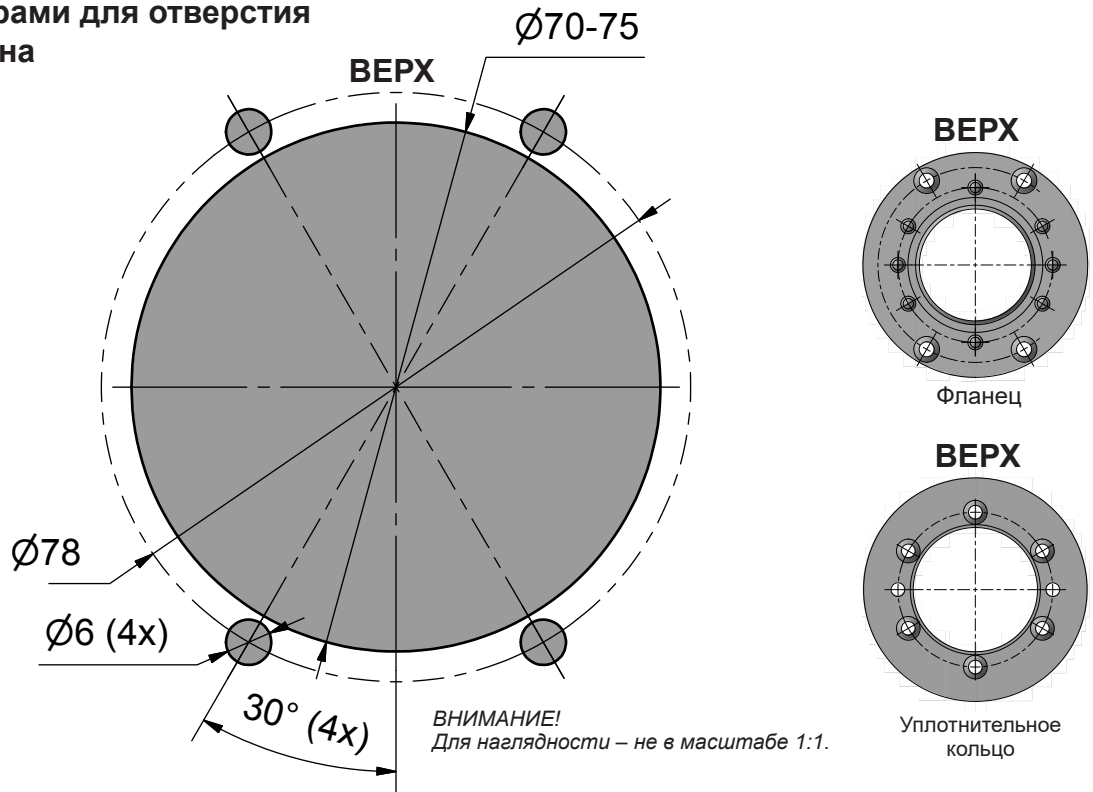 рами для отверстия
на
Ø70-75
ВЕРХ
Ø78
Ø6 (4x)
30° (4x)
ВНИМАНИЕ!
Для наглядности – не в масштабе 1:1.
ВЕРХ
Фланец
ВЕРХ
Уплотнительное
кольцо